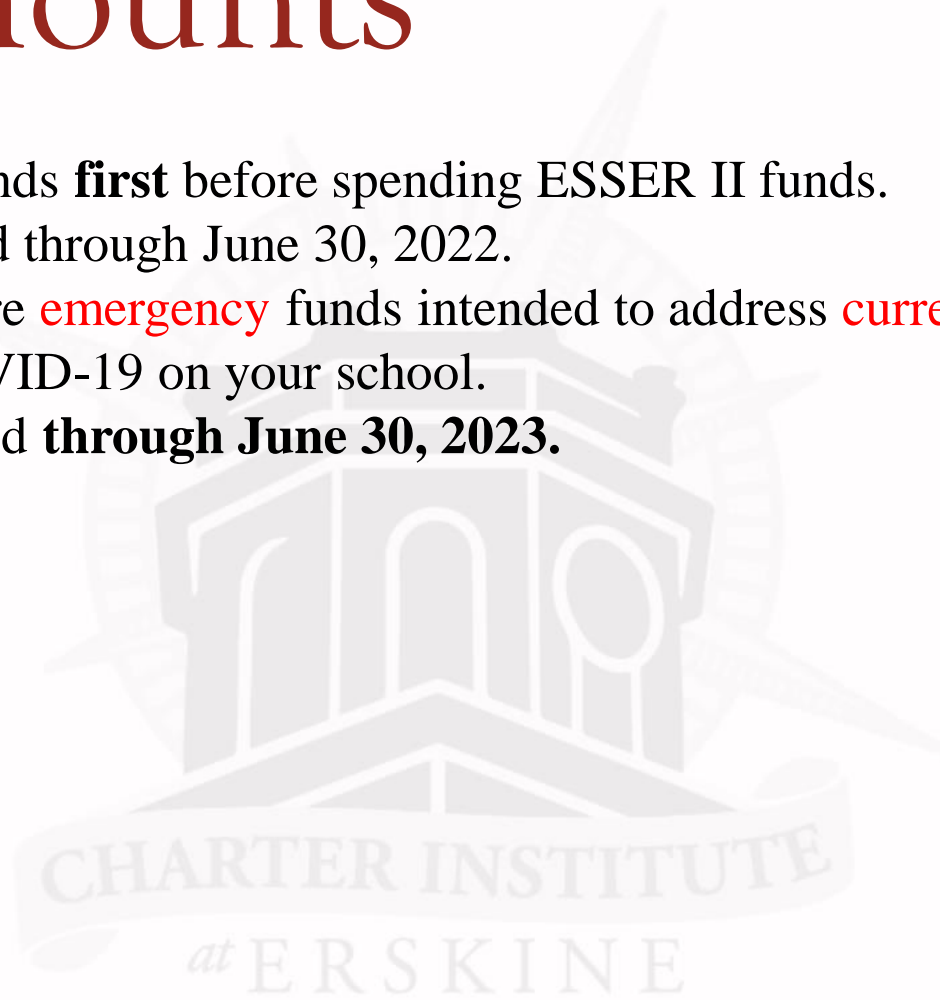 ounts
nds first before spending ESSER II funds.
d through June 30, 2022.
re emergency funds intended to address curre
VID-19 on your school.
d through June 30, 2023.
CHARTER INSTITUTE
at ERSKINE